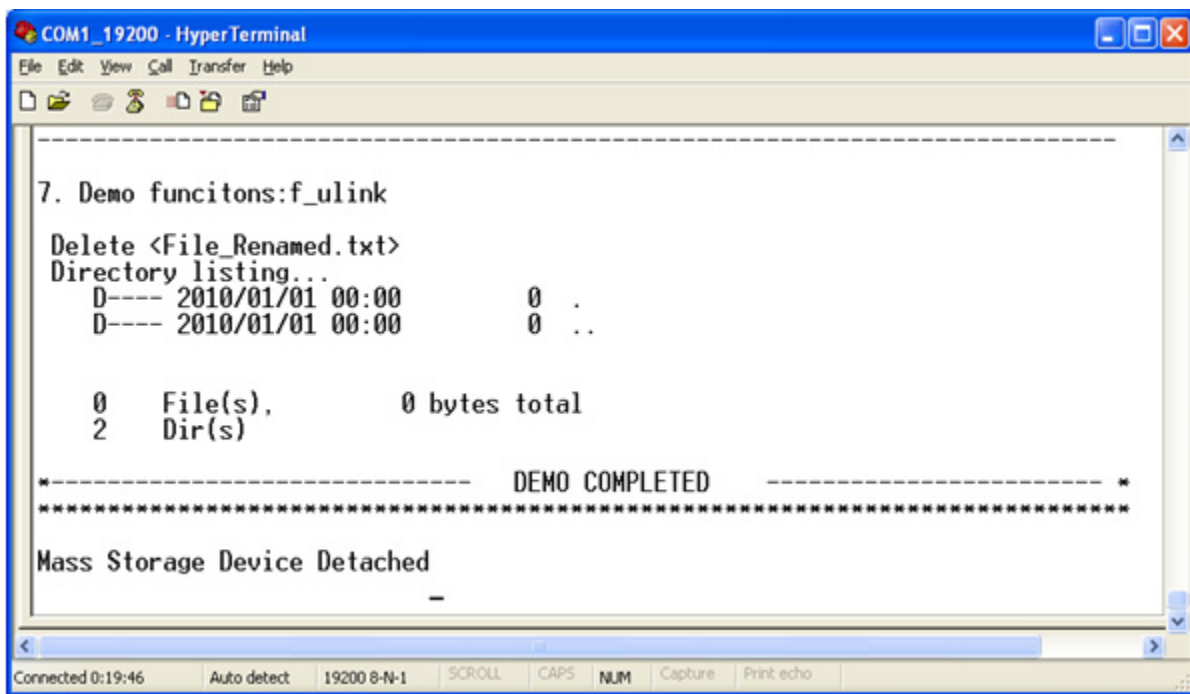 COM1_19200 - HyperTerminal
File Edit View Call Transfer Help
--------------------------------------------------------------------------------
7. Demo funcitons:f_ulink
Delete <File_Renamed.txt>
Directory listing...
D---- 2010/01/01 00:00 0 .
D---- 2010/01/01 00:00 0 ..
0 File(s), 0 bytes total
2 Dir(s)
*------------------------------ DEMO COMPLETED ------------------------ *
******************************************************************************
Mass Storage Device Detached
_
Connected 0:19:46 Auto detect 19200 8-N-1 SCROLL CAPS NUM Capture Print echo